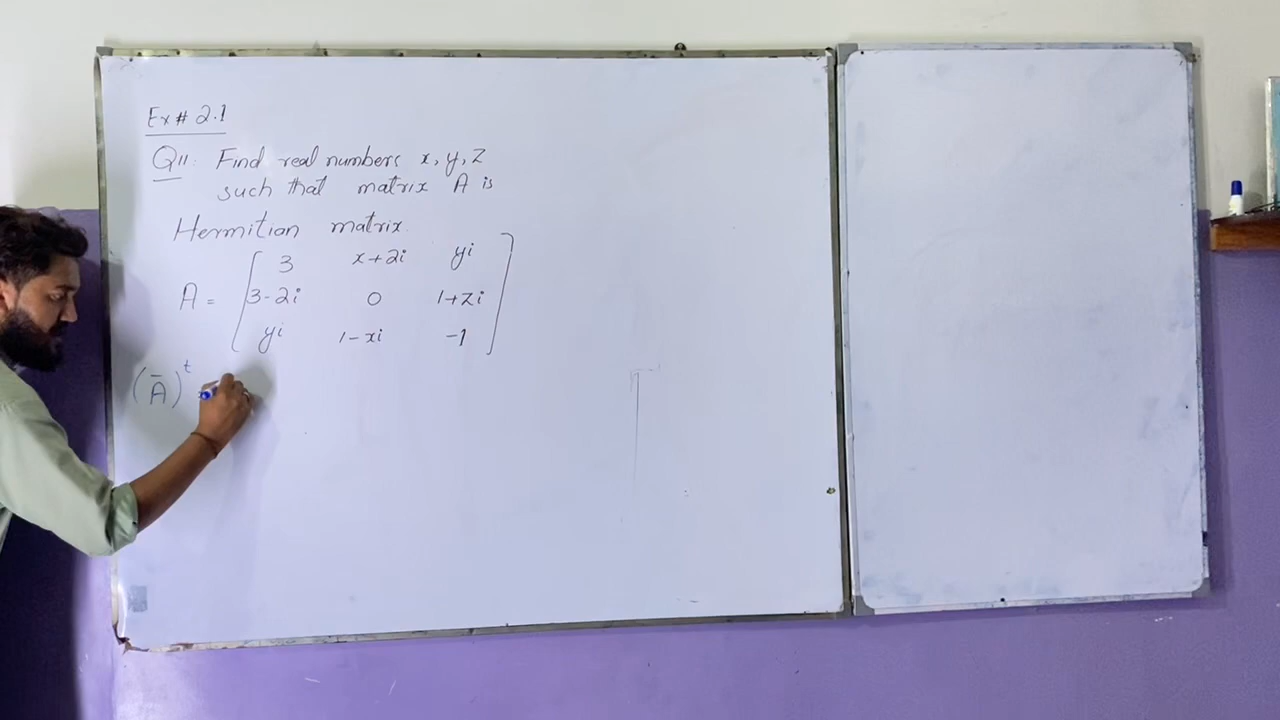 Ex # 2.1
Q11: Find real numbers x, y, z
such that matrix A is
Hermitian matrix.
3 x+2i yi
A = 3-2i 0 1+zi
yi 1-xi -1
(Ā)ᵗ